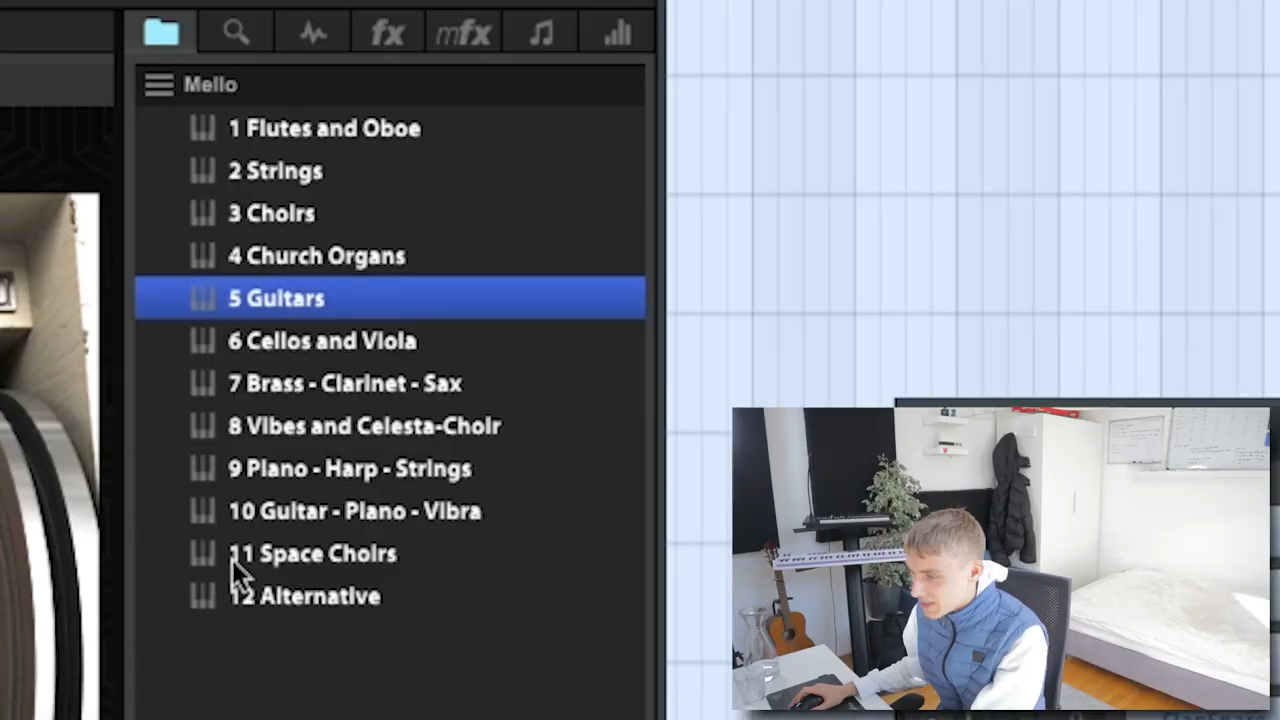 fx
mfx
Mello
1 Flutes and Oboe
2 Strings
3 Choirs
4 Church Organs
5 Guitars
6 Cellos and Viola
7 Brass - Clarinet - Sax
8 Vibes and Celesta-Choir
9 Piano - Harp - Strings
10 Guitar - Piano - Vibra
11 Space Choirs
12 Alternative